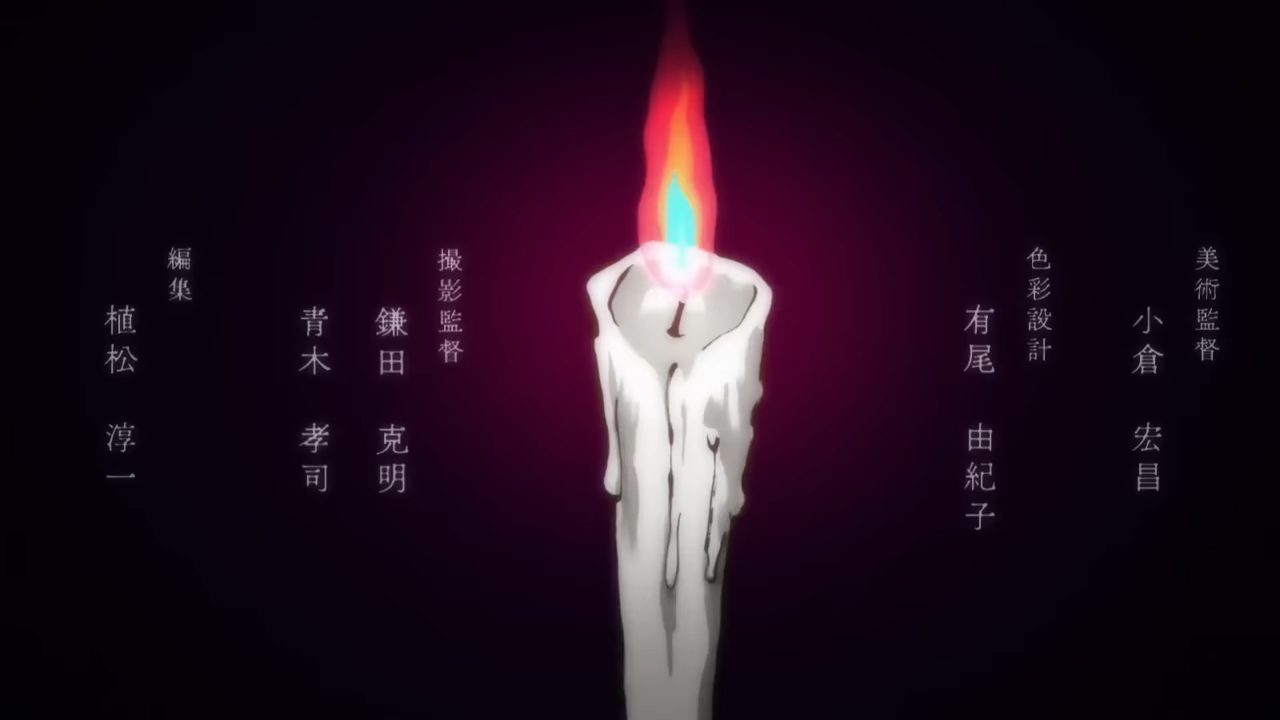 美術監督
小倉 宏昌
色彩設計
有尾 由紀子
撮影監督
鎌田 克明
青木 孝司
編集
植松 淳一